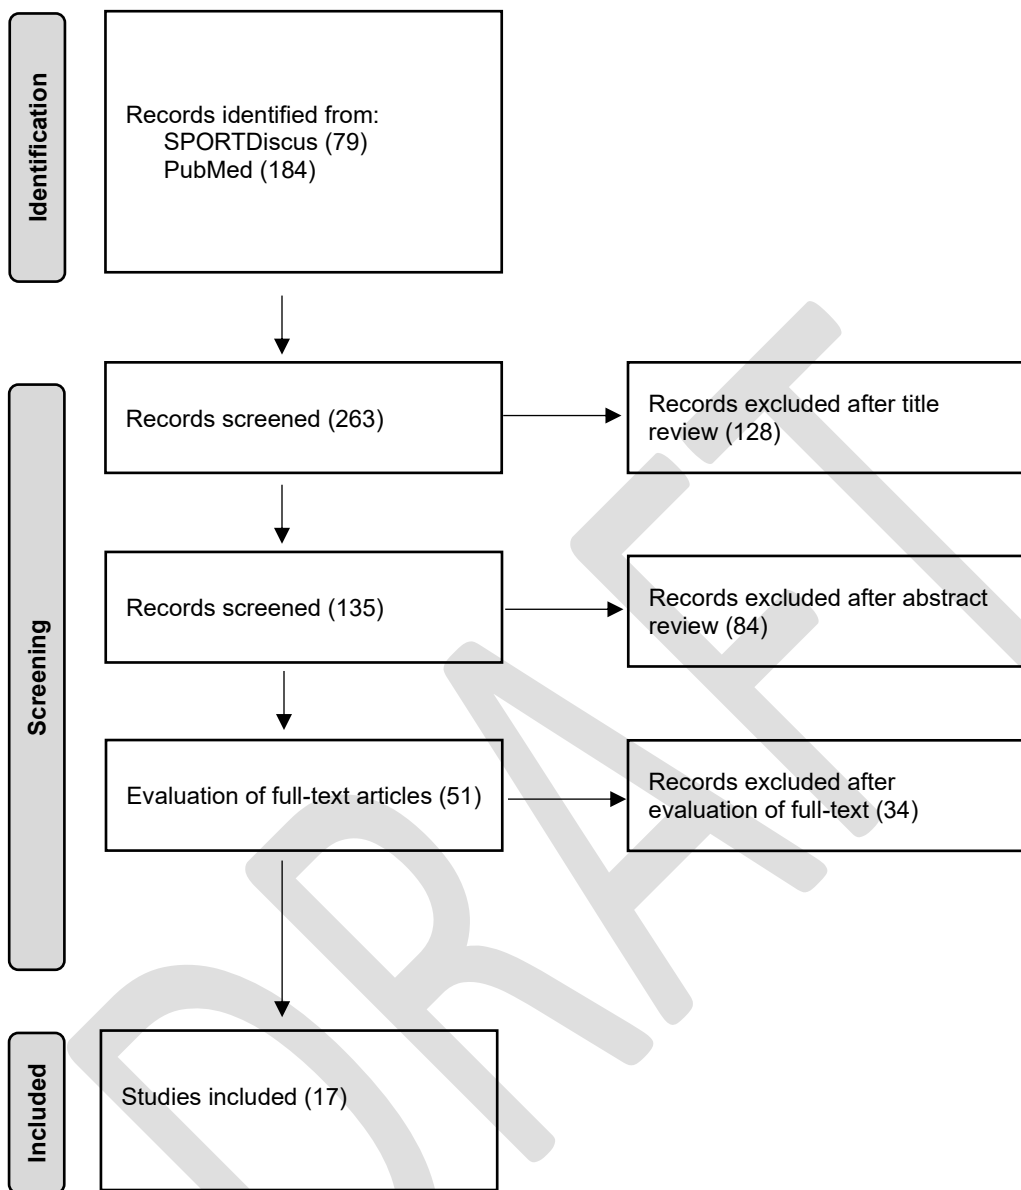 Identification
Records identified from:
SPORTDiscus (79)
PubMed (184)
Screening
Records screened (263)
Records excluded after title
review (128)
Records screened (135)
Records excluded after abstract
review (84)
Evaluation of full-text articles (51)
Records excluded after
evaluation of full-text (34)
Included
Studies included (17)
DRAFT